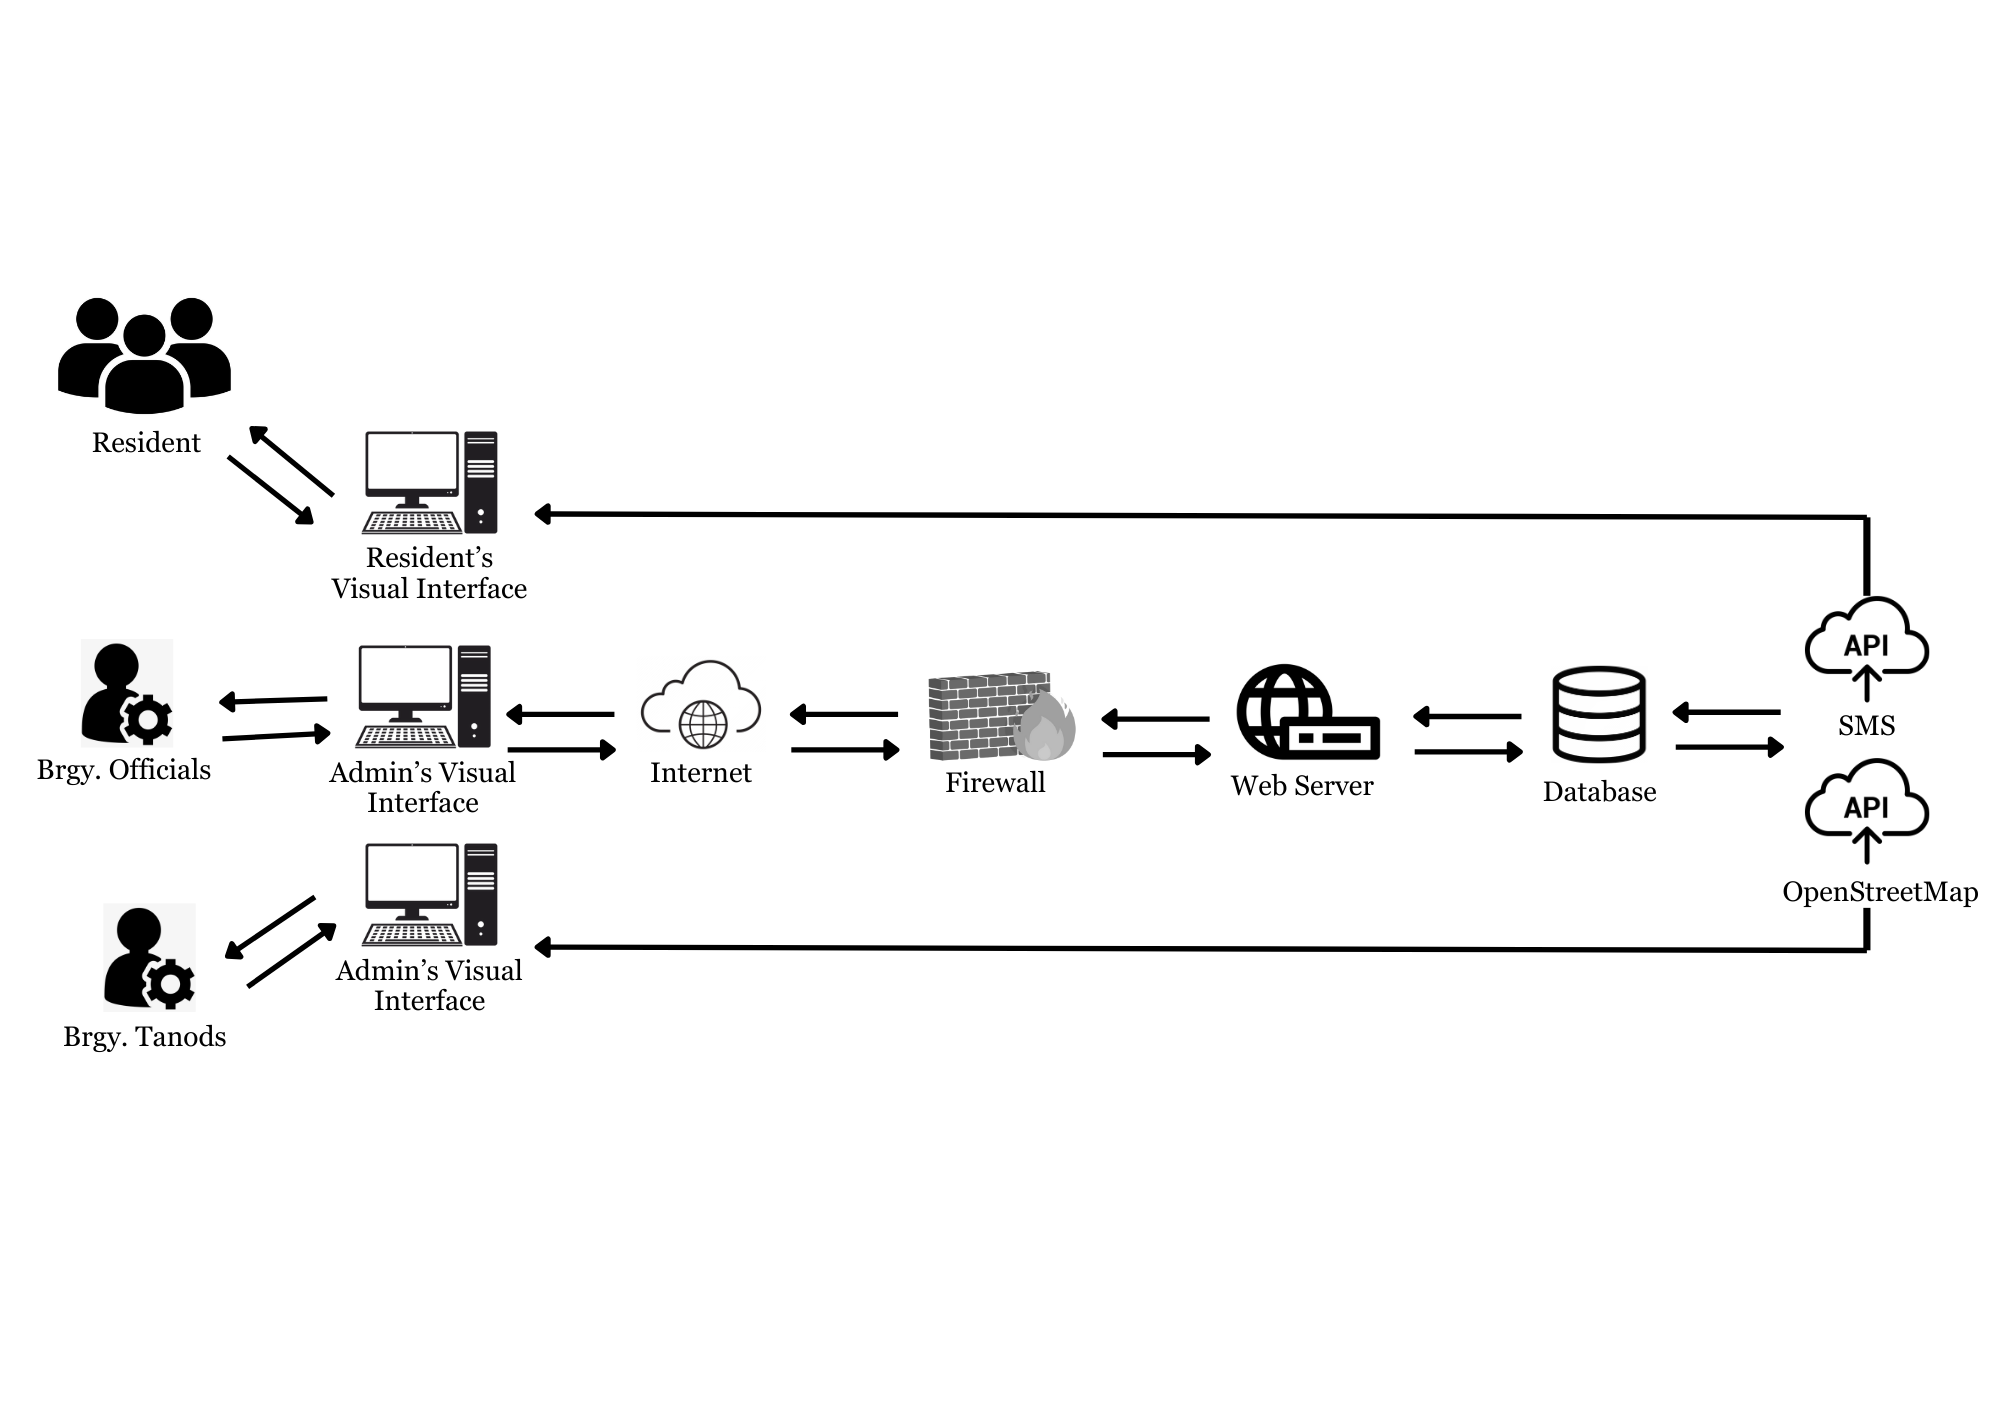 Resident
Resident’s
Visual Interface
API
SMS
Brgy. Officials
Admin’s Visual
Interface
Internet
Firewall
Web Server
Database
API
OpenStreetMap
Admin’s Visual
Interface
Brgy. Tanods